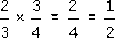 2/3 × 3/4 = 2/4 = 1/2